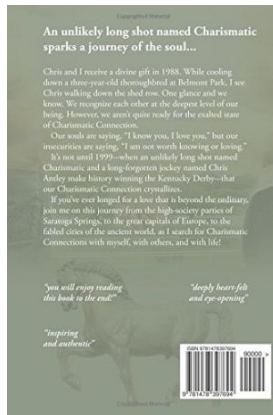 An unlikely long shot named Charismatic
sparks a journey of the soul...
Chris and I receive a divine gift in 1988. While cooling
down a three-year-old thoroughbred at Belmont Park, I see
Chris walking down the shed row. One glance and we
know. We recognize each other at the deepest level of our
being. However, we aren't quite ready for the exalted state
of Charismatic Connection.
Our souls are saying, "I know you, I love you," but our
insecurities are saying, "I am not worth knowing or loving."
It's not until 1999—when an unlikely long shot named
Charismatic and a long-forgotten jockey named Chris
Antley make history winning the Kentucky Derby—that
our Charismatic Connection crystallizes.
If you've ever longed for a love that is beyond the ordinary,
join me on this journey from the high-society parties of
Saratoga Springs, to the great capitals of Europe, to the
fabled cities of the ancient world, as I search for Charismatic
Connections with myself, with others, and with life!
"you will enjoy reading
this book to the end!"
"deeply heart-felt
and eye-opening"
"inspiring
and authentic"
ISBN 9781478397694
90000
9 781478 397694